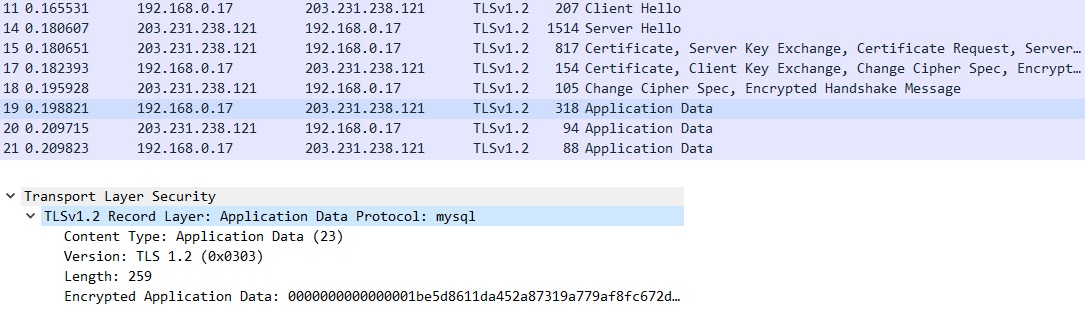 11 0.165531 192.168.0.17 203.231.238.121 TLSv1.2 207 Client Hello
14 0.180607 203.231.238.121 192.168.0.17 TLSv1.2 1514 Server Hello
15 0.180651 203.231.238.121 192.168.0.17 TLSv1.2 817 Certificate, Server Key Exchange, Certificate Request, Server…
17 0.182393 192.168.0.17 203.231.238.121 TLSv1.2 154 Certificate, Client Key Exchange, Change Cipher Spec, Encrypt…
18 0.195928 203.231.238.121 192.168.0.17 TLSv1.2 105 Change Cipher Spec, Encrypted Handshake Message
19 0.198821 192.168.0.17 203.231.238.121 TLSv1.2 318 Application Data
20 0.209715 203.231.238.121 192.168.0.17 TLSv1.2 94 Application Data
21 0.209823 192.168.0.17 203.231.238.121 TLSv1.2 88 Application Data
Transport Layer Security
TLSv1.2 Record Layer: Application Data Protocol: mysql
Content Type: Application Data (23)
Version: TLS 1.2 (0x0303)
Length: 259
Encrypted Application Data: 0000000000000001be5d8611da452a87319a779af8fc672d…